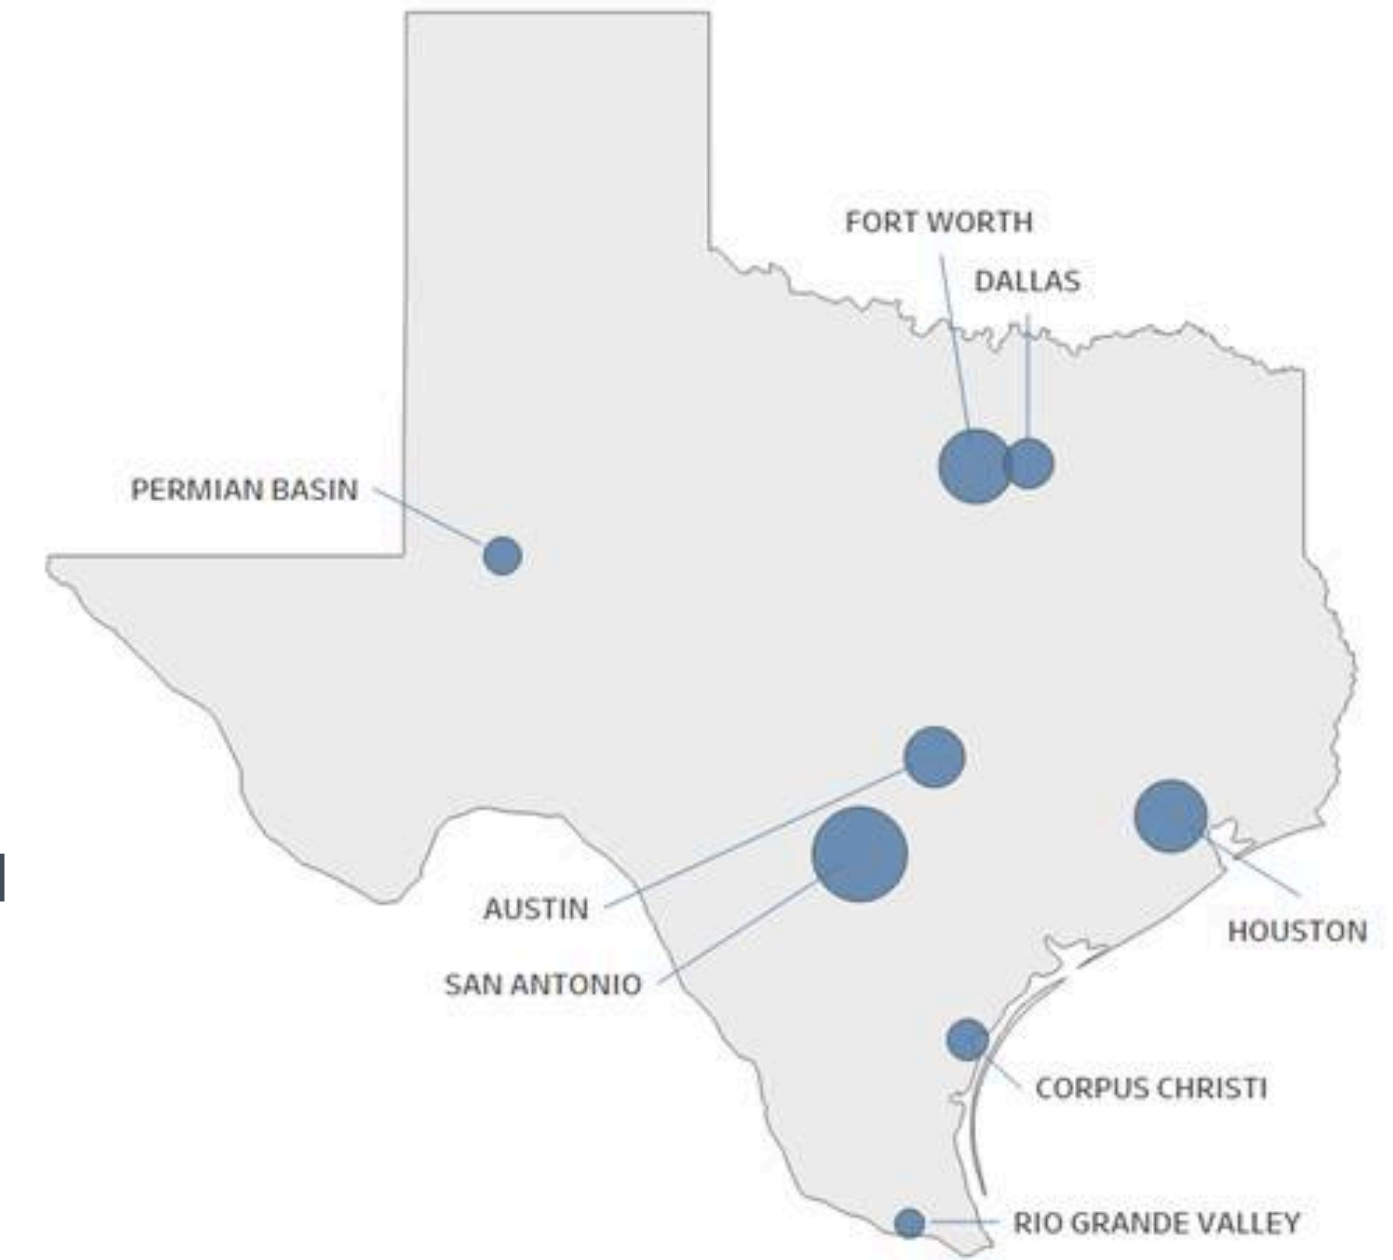 FORT WORTH
DALLAS
PERMIAN BASIN
AUSTIN
HOUSTON
SAN ANTONIO
CORPUS CHRISTI
RIO GRANDE VALLEY